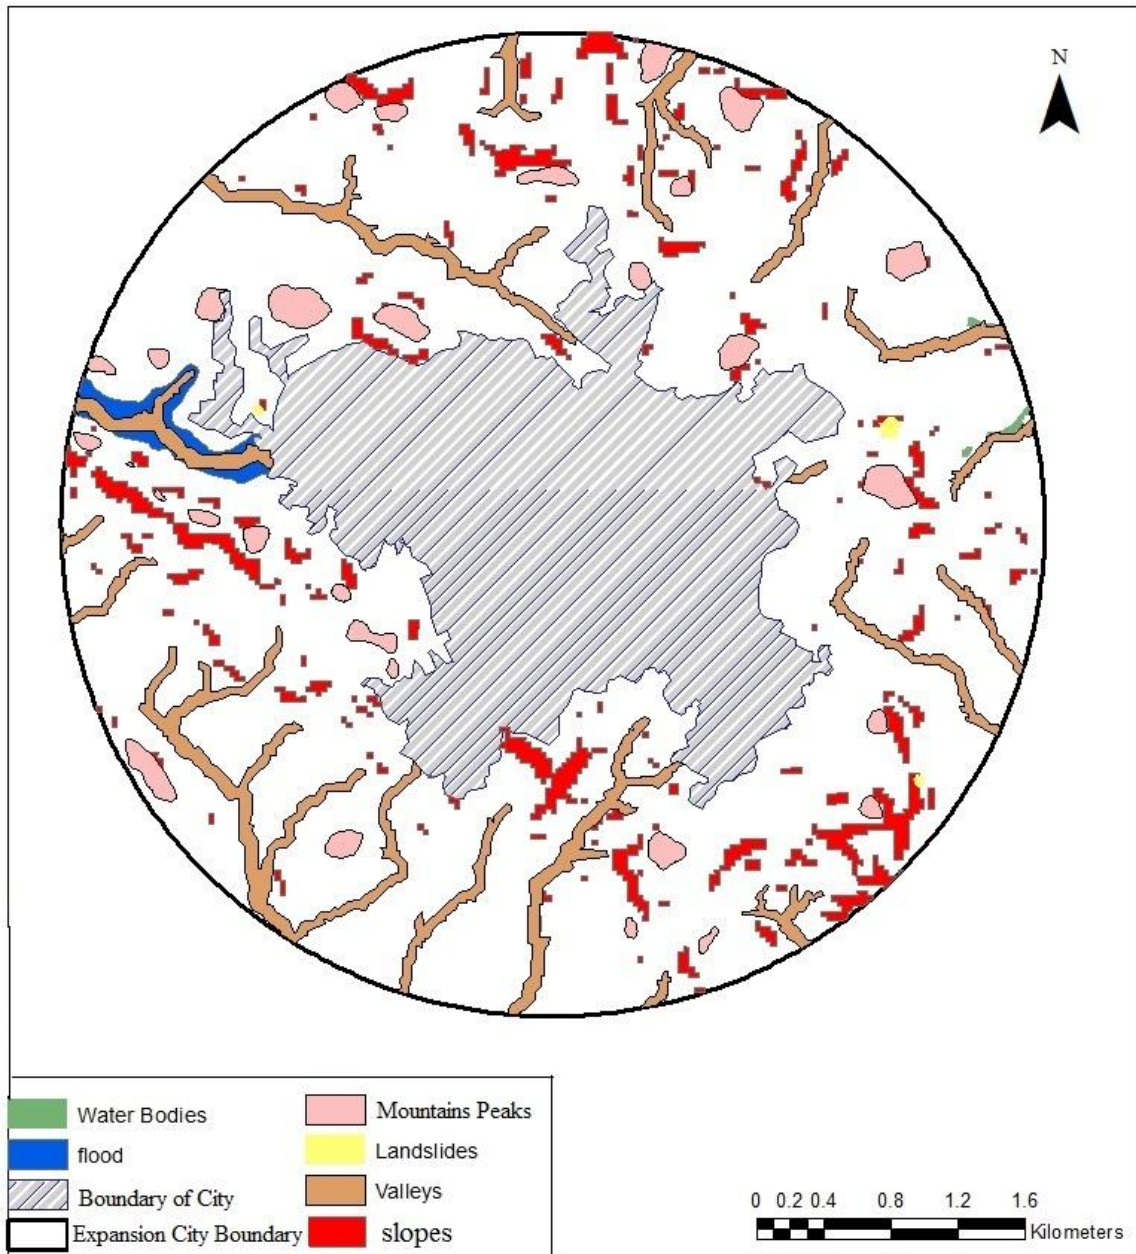 N
Water Bodies
Mountains Peaks
flood
Landslides
Boundary of City
Valleys
Expansion City Boundary
slopes
0 0.2 0.4 0.8 1.2 1.6
Kilometers